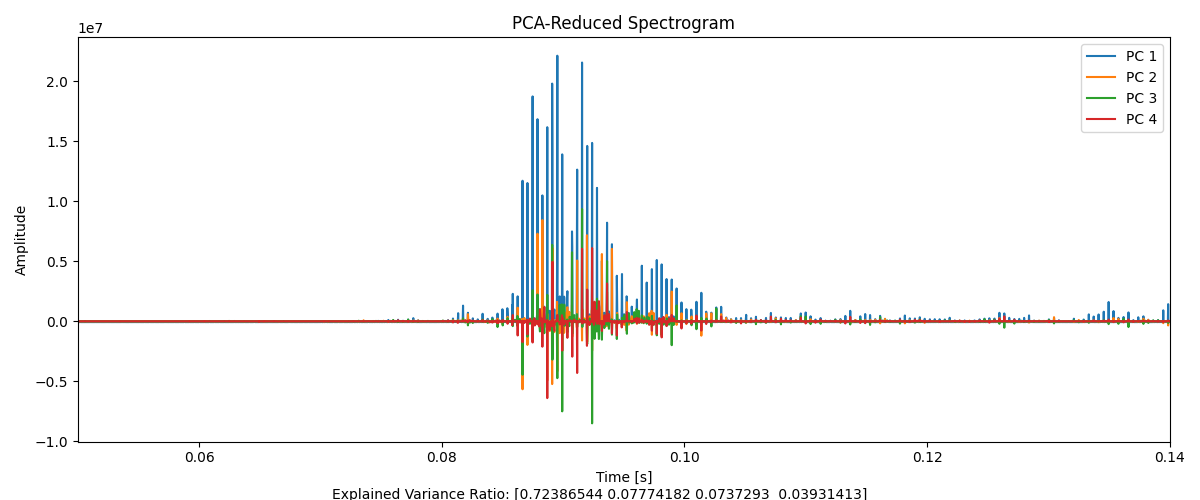 PCA-Reduced Spectrogram
1e7
PC 1
PC 2
PC 3
PC 4
2.0
1.5
1.0
0.5
0.0
−0.5
−1.0
Amplitude
0.06 0.08 0.10 0.12 0.14
Time [s]
Explained Variance Ratio: [0.72386544 0.07774182 0.0737293 0.03931413]